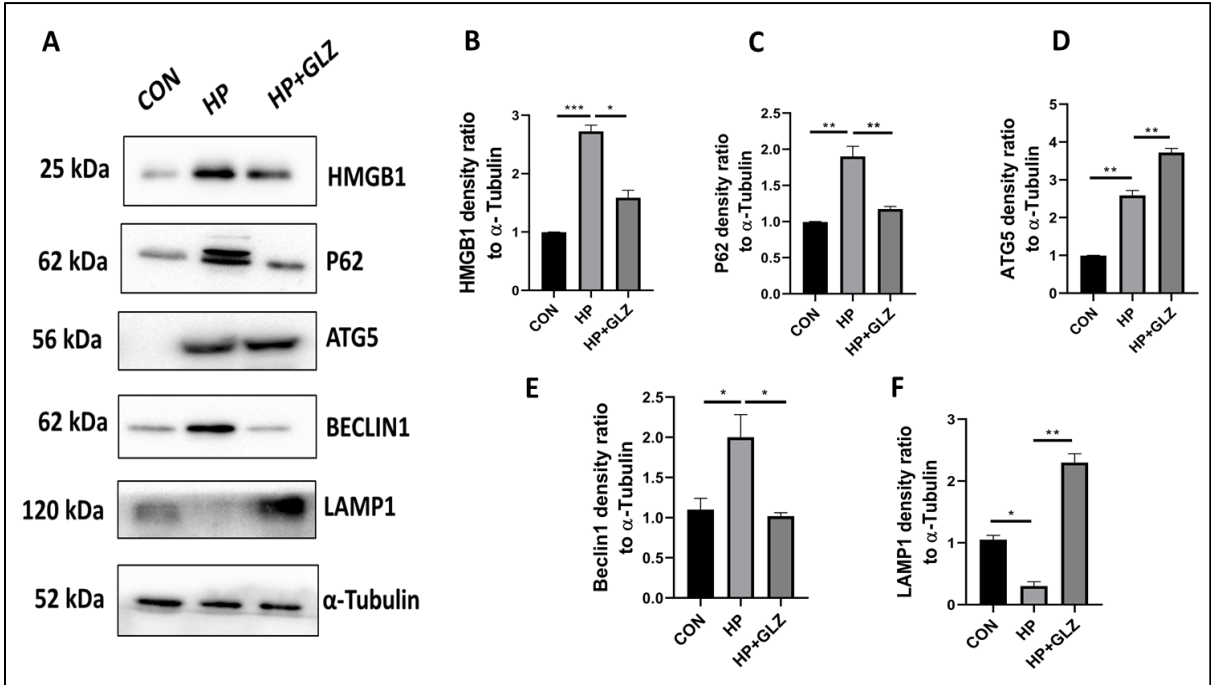 A
CON
HP
HP+GLZ
25 kDa
HMGB1
62 kDa
P62
56 kDa
ATG5
62 kDa
BECLIN1
120 kDa
LAMP1
52 kDa
α-Tubulin
B
HMGB1 density ratio
to α- Tubulin
3
2
1
0
***
*
CON
HP
HP+GLZ
C
P62 density ratio
to α-Tubulin
2.5
2.0
1.5
1.0
0.5
0.0
**
**
CON
HP
HP+GLZ
D
ATG5 density ratio
to α-Tubulin
5
4
3
2
1
0
**
**
CON
HP
HP+GLZ
E
Beclin1 density ratio
to α-Tubulin
2.5
2.0
1.5
1.0
0.5
0.0
*
*
CON
HP
HP+GLZ
F
LAMP1 density ratio
to α-Tubulin
3
2
1
0
*
**
CON
HP
HP+GLZ